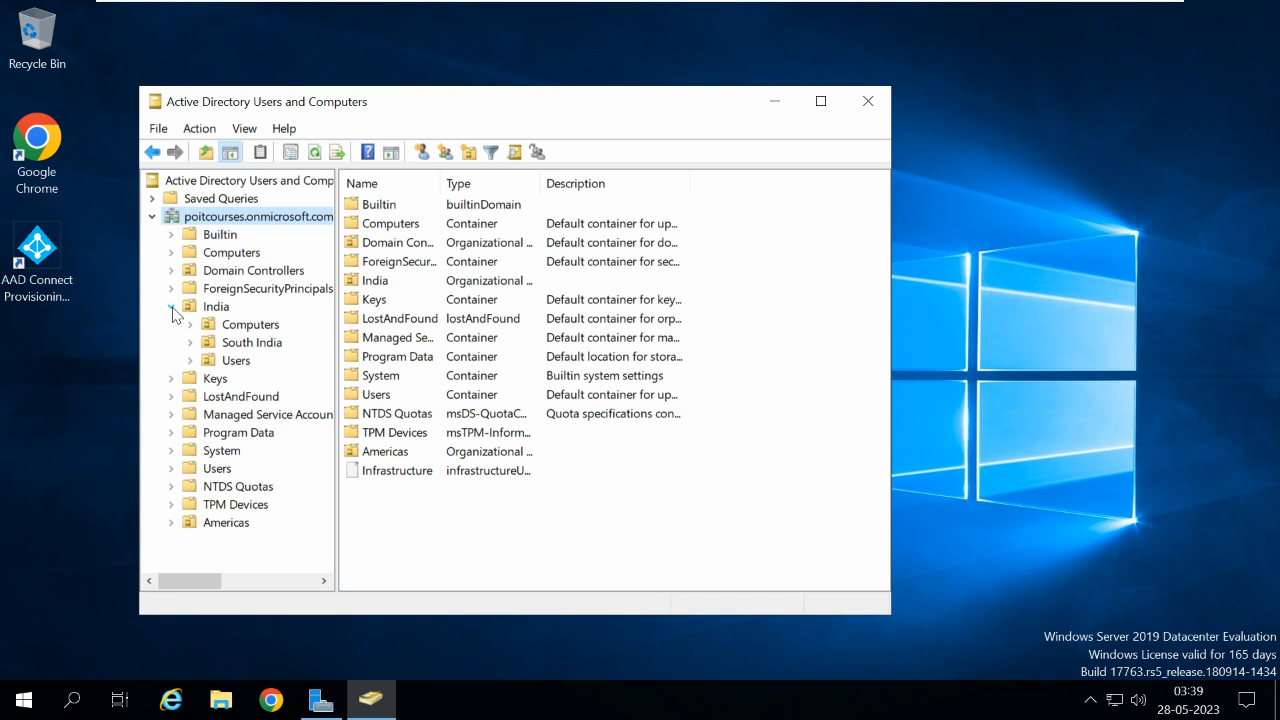 Recycle Bin
Google
Chrome
AAD Connect
Provisionin...
Active Directory Users and Computers
File Action View Help
Active Directory Users and Comp
Saved Queries
poitcourses.onmicrosoft.com
Builtin
Computers
Domain Controllers
ForeignSecurityPrincipals
India
Computers
South India
Users
Keys
LostAndFound
Managed Service Accoun
Program Data
System
Users
NTDS Quotas
TPM Devices
Americas
Name Type Description
Builtin builtinDomain
Computers Container Default container for up...
Domain Con... Organizational ... Default container for do...
ForeignSecur... Container Default container for sec...
India Organizational ...
Keys Container Default container for key...
LostAndFound lostAndFound Default container for orp...
Managed Se... Container Default container for ma...
Program Data Container Default location for stora...
System Container Builtin system settings
Users Container Default container for up...
NTDS Quotas msDS-QuotaC... Quota specifications con...
TPM Devices msTPM-Inform...
Americas Organizational ...
Infrastructure infrastructureU...
Windows Server 2019 Datacenter Evaluation
Windows License valid for 165 days
Build 17763.rs5_release.180914-1434
03:39
28-05-2023